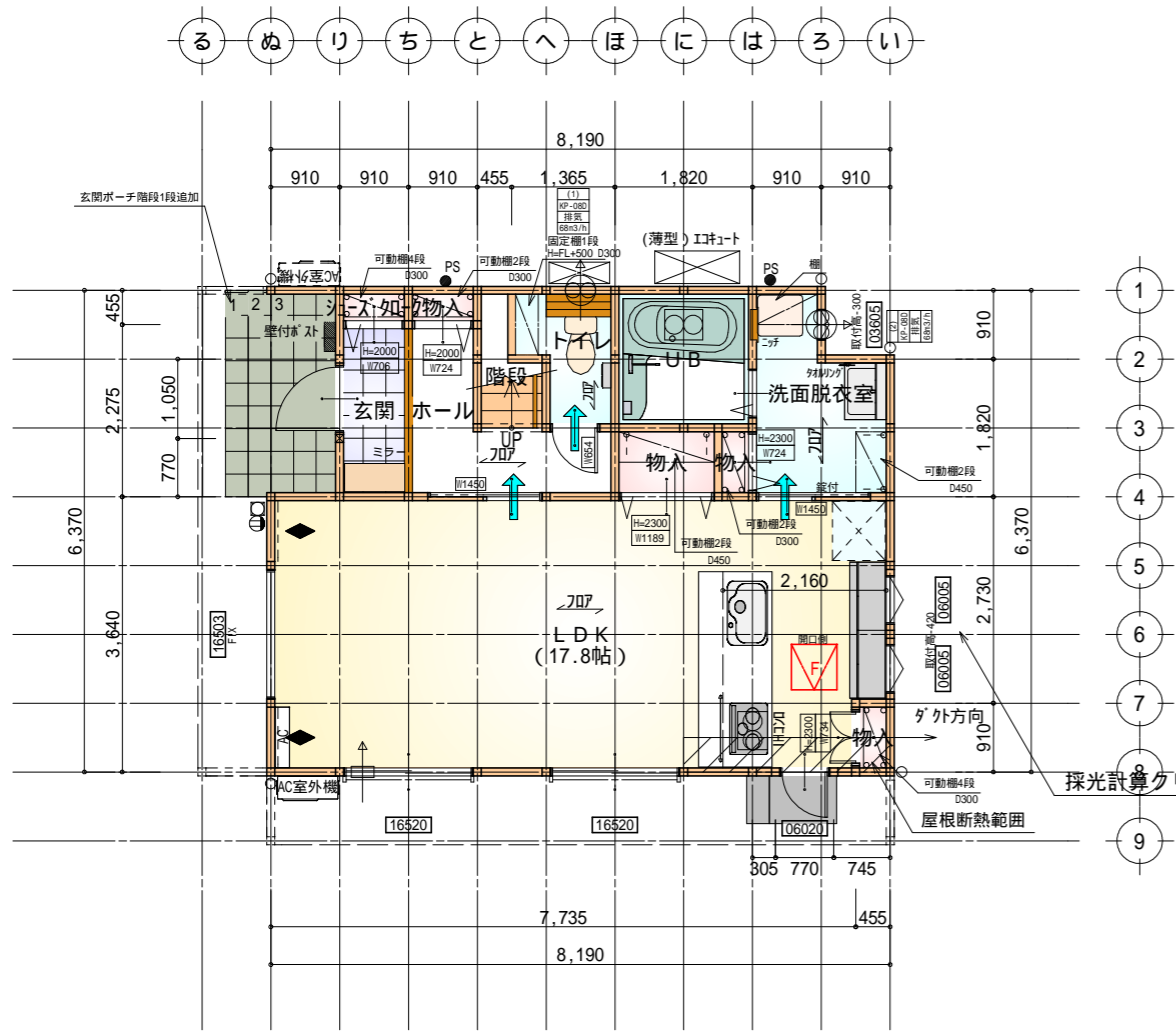 る ぬ り ち と へ ほ に は ろ い
8,190
910 910 910 455 1,365 1,820 910 910
玄関ポーチ階段1段追加
(1)
KP-08D
排気
68m3/h
固定棚1段
H=FL+500 D300
(薄型)エコキュート
AC室外機
可動棚4段
D300
PS
可動棚2段
D300
PS
棚
1 2 3
シューズ・クローク
物入
壁付ポスト
H=2000
W706
H=2000
W724
トイレ
UB
ニッチ
取付高-300
03605
(2)
KP-08D
排気
68m3/h
タオルリング
階段
洗面脱衣室
玄関
ホール
UP
ミラー
フロア
フロア
フロア
W654
W1450
物入
物入
H=2300
W724
可動棚2段
D450
錠付
W1450
H=2300
W1189
可動棚2段
D300
可動棚2段
D450
455
2,275
1,050
770
6,370
3,640
910
1,820
6,370
2,730
910
1
2
3
4
5
6
7
8
9
16503
FIX
フロア
LDK
(17.8帖)
2,160
開口側
F
06005
取付高-420
06005
IHコンロ
H=2300
W734
物入
ダクト方向
AC
AC室外機
可動棚4段
D300
採光計算ク
屋根断熱範囲
16520
16520
06020
305 770 745
7,735
455
8,190